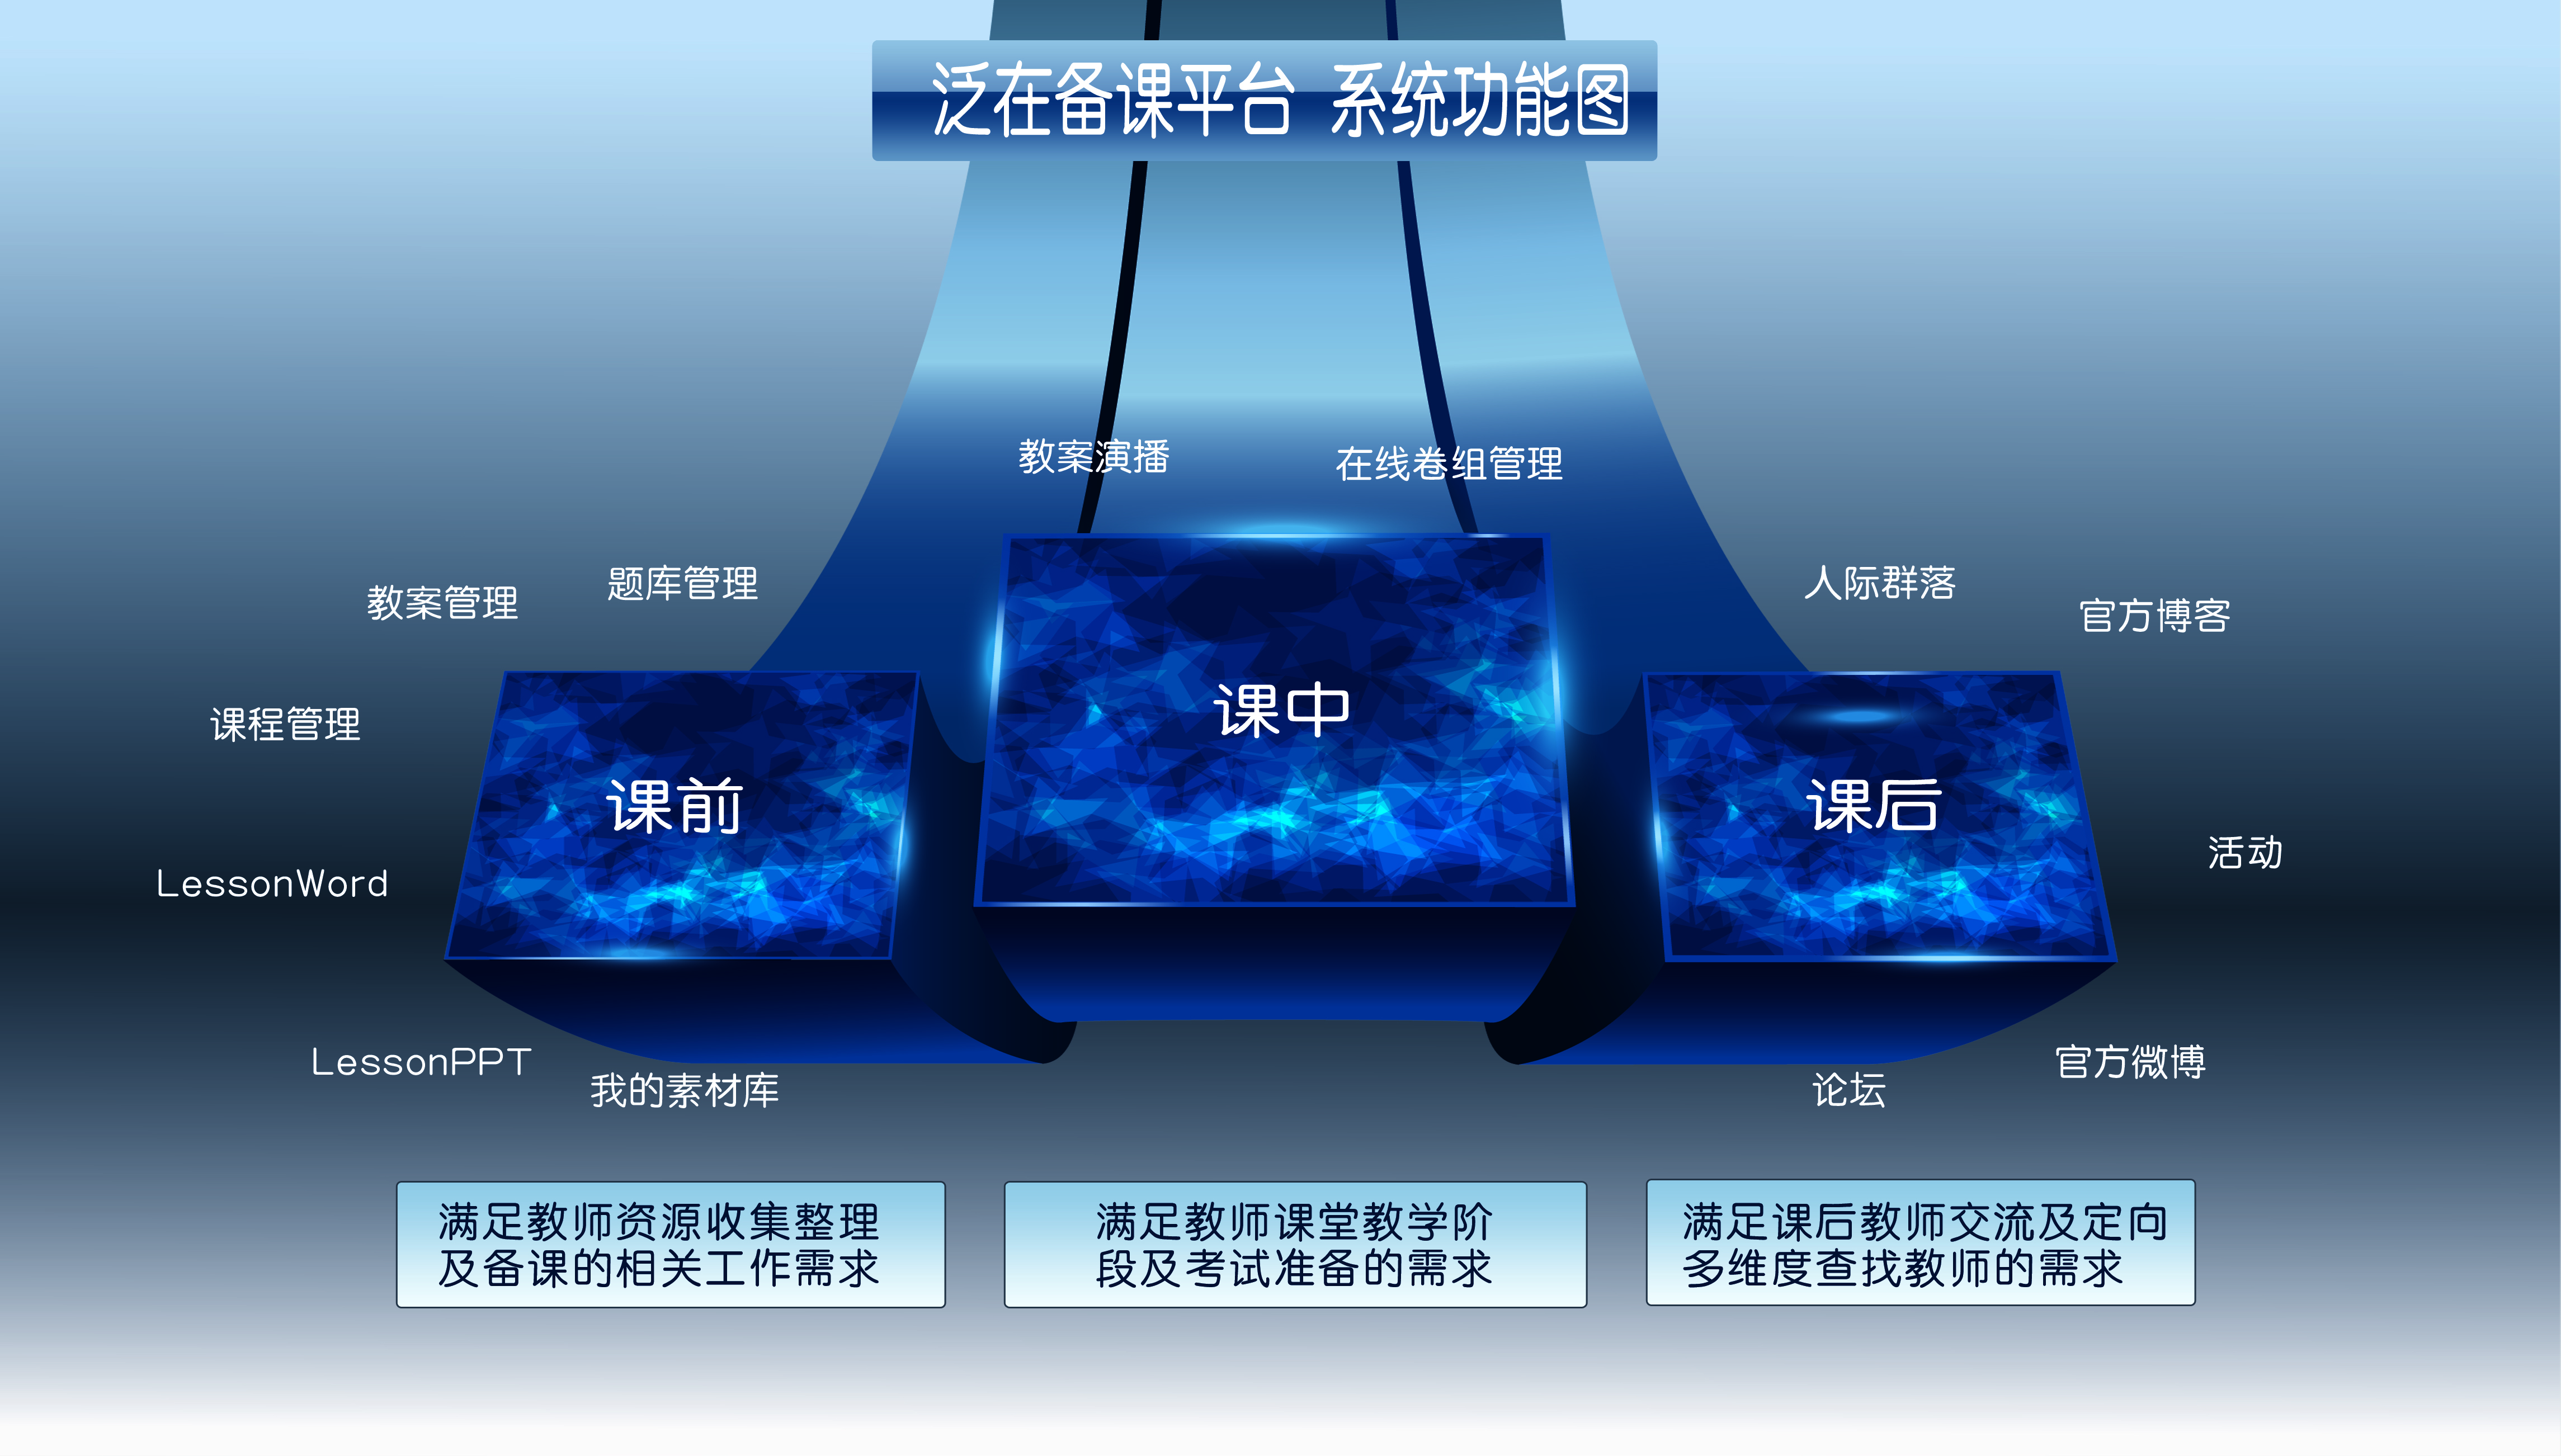 泛在备课平台 系统功能图
教案演播
在线卷组管理
教案管理
题库管理
人际群落
官方博客
课程管理
课中
课前
课后
活动
LessonWord
LessonPPT
我的素材库
论坛
官方微博
满足教师资源收集整理
及备课的相关工作需求
满足教师课堂教学阶
段及考试准备的需求
满足课后教师交流及定向
多维度查找教师的需求